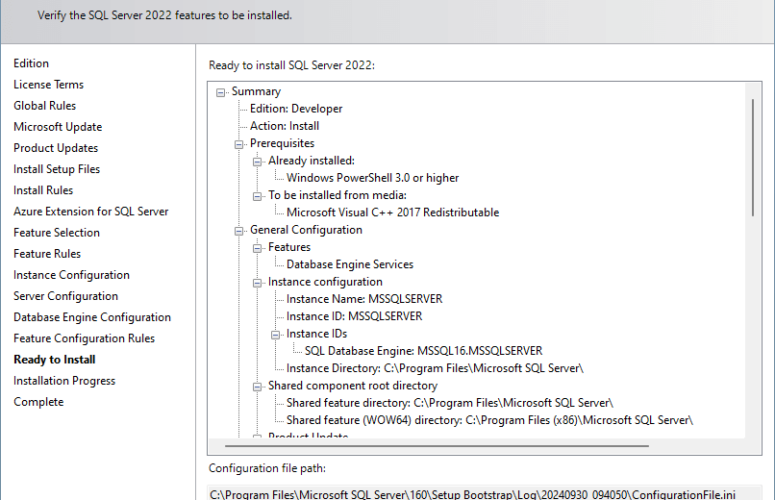 Verify the SQL Server 2022 features to be installed.
Edition
License Terms
Global Rules
Microsoft Update
Product Updates
Install Setup Files
Install Rules
Azure Extension for SQL Server
Feature Selection
Feature Rules
Instance Configuration
Server Configuration
Database Engine Configuration
Feature Configuration Rules
Ready to Install
Installation Progress
Complete
Ready to install SQL Server 2022:
Summary
Edition: Developer
Action: Install
Prerequisites
Already installed:
Windows PowerShell 3.0 or higher
To be installed from media:
Microsoft Visual C++ 2017 Redistributable
General Configuration
Features
Database Engine Services
Instance configuration
Instance Name: MSSQLSERVER
Instance ID: MSSQLSERVER
Instance IDs
SQL Database Engine: MSSQL16.MSSQLSERVER
Instance Directory: C:\Program Files\Microsoft SQL Server\
Shared component root directory
Shared feature directory: C:\Program Files\Microsoft SQL Server\
Shared feature (WOW64) directory: C:\Program Files (x86)\Microsoft SQL Server\
Product Update
Configuration file path:
C:\Program Files\Microsoft SQL Server\160\Setup Bootstrap\Log\20240930_094050\ConfigurationFile.ini